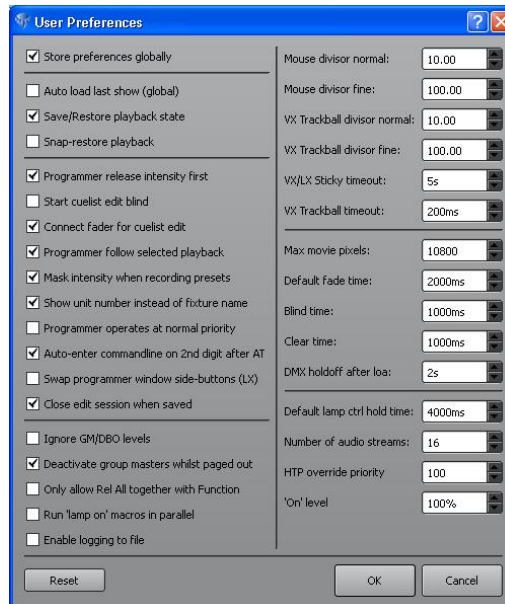 User Preferences
Store preferences globally
Auto load last show (global)
Save/Restore playback state
Snap-restore playback
Programmer release intensity first
Start cuelist edit blind
Connect fader for cuelist edit
Programmer follow selected playback
Mask intensity when recording presets
Show unit number instead of fixture name
Programmer operates at normal priority
Auto-enter commandline on 2nd digit after AT
Swap programmer window side-buttons (LX)
Close edit session when saved
Ignore GM/DBO levels
Deactivate group masters whilst paged out
Only allow Rel All together with Function
Run 'lamp on' macros in parallel
Enable logging to file
Mouse divisor normal: 10.00
Mouse divisor fine: 100.00
VX Trackball divisor normal: 10.00
VX Trackball divisor fine: 100.00
VX/LX Sticky timeout: 5s
VX Trackball timeout: 200ms
Max movie pixels: 10800
Default fade time: 2000ms
Blind time: 1000ms
Clear time: 1000ms
DMX holdoff after loa: 2s
Default lamp ctrl hold time: 4000ms
Number of audio streams: 16
HTP override priority 100
'On' level 100%
Reset OK Cancel